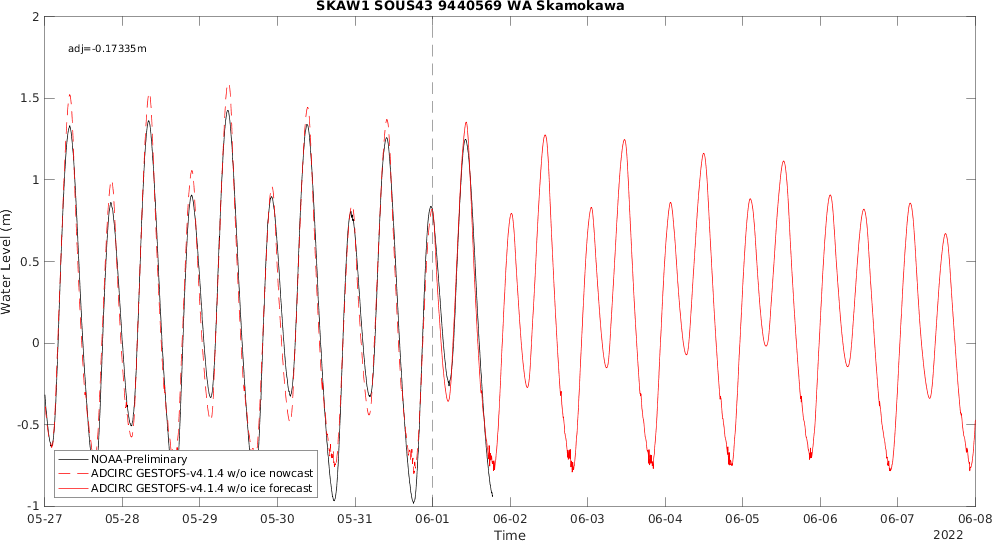 SKAW1 SOUS43 9440569 WA Skamokawa
adj=-0.17335m
Water Level (m)
2
1.5
1
0.5
0
-0.5
-1
NOAA-Preliminary
ADCIRC GESTOFS-v4.1.4 w/o ice nowcast
ADCIRC GESTOFS-v4.1.4 w/o ice forecast
05-27 05-28 05-29 05-30 05-31 06-01 06-02 06-03 06-04 06-05 06-06 06-07 06-08
Time
2022